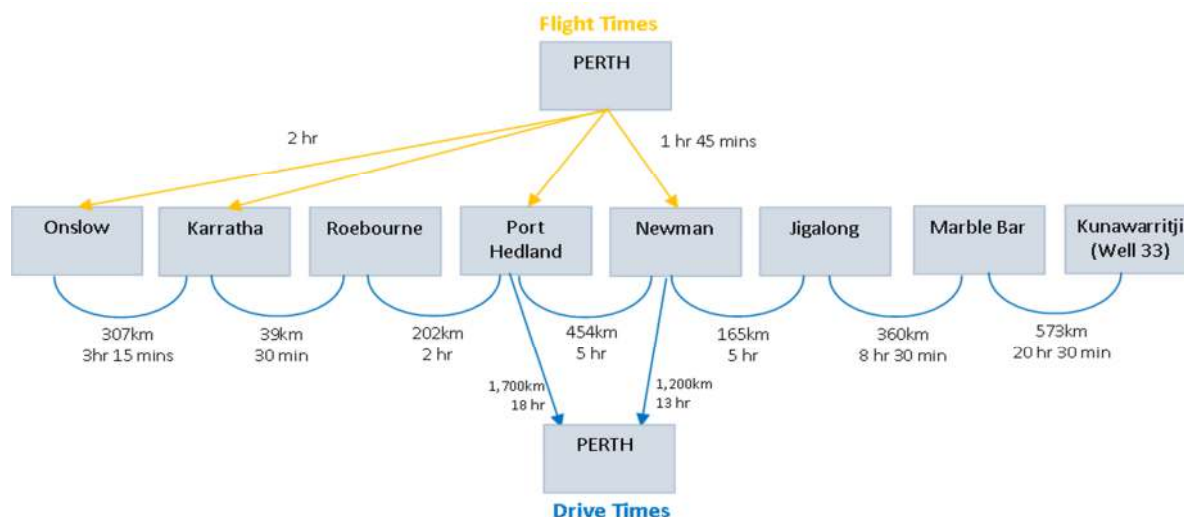 Flight Times
PERTH
2 hr
1 hr 45 mins
Onslow
Karratha
Roebourne
Port
Hedland
Newman
Jigalong
Marble Bar
Kunawarritji
(Well 33)
307km
3hr 15 mins
39km
30 min
202km
2 hr
454km
5 hr
165km
5 hr
360km
8 hr 30 min
573km
20 hr 30 min
1,700km
18 hr
1,200km
13 hr
PERTH
Drive Times